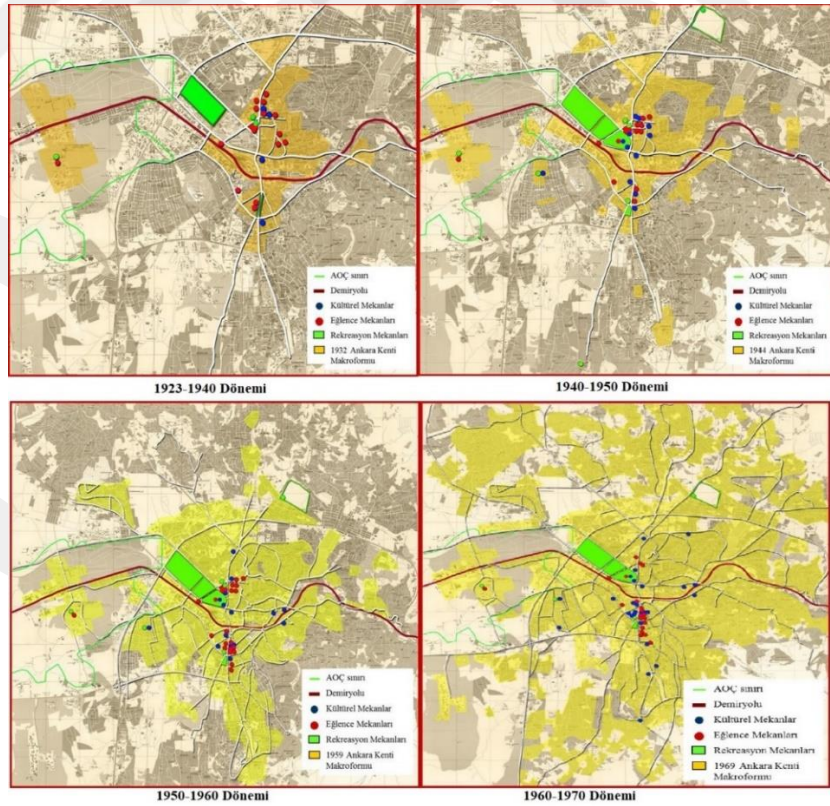 AOÇ sınırı
Demiryolu
Kültürel Mekanlar
Eğlence Mekanları
Rekreasyon Mekanları
1932 Ankara Kenti
Makroformu
1923-1940 Dönemi
AOÇ sınırı
Demiryolu
Kültürel Mekanlar
Eğlence Mekanları
Rekreasyon Mekanları
1944 Ankara Kenti
Makroformu
1940-1950 Dönemi
AOÇ sınırı
Demiryolu
Kültürel Mekanlar
Eğlence Mekanları
Rekreasyon Mekanları
1959 Ankara Kenti
Makroformu
1950-1960 Dönemi
AOÇ sınırı
Demiryolu
Kültürel Mekanlar
Eğlence Mekanları
Rekreasyon Mekanları
1969 Ankara Kenti
Makroformu
1960-1970 Dönemi